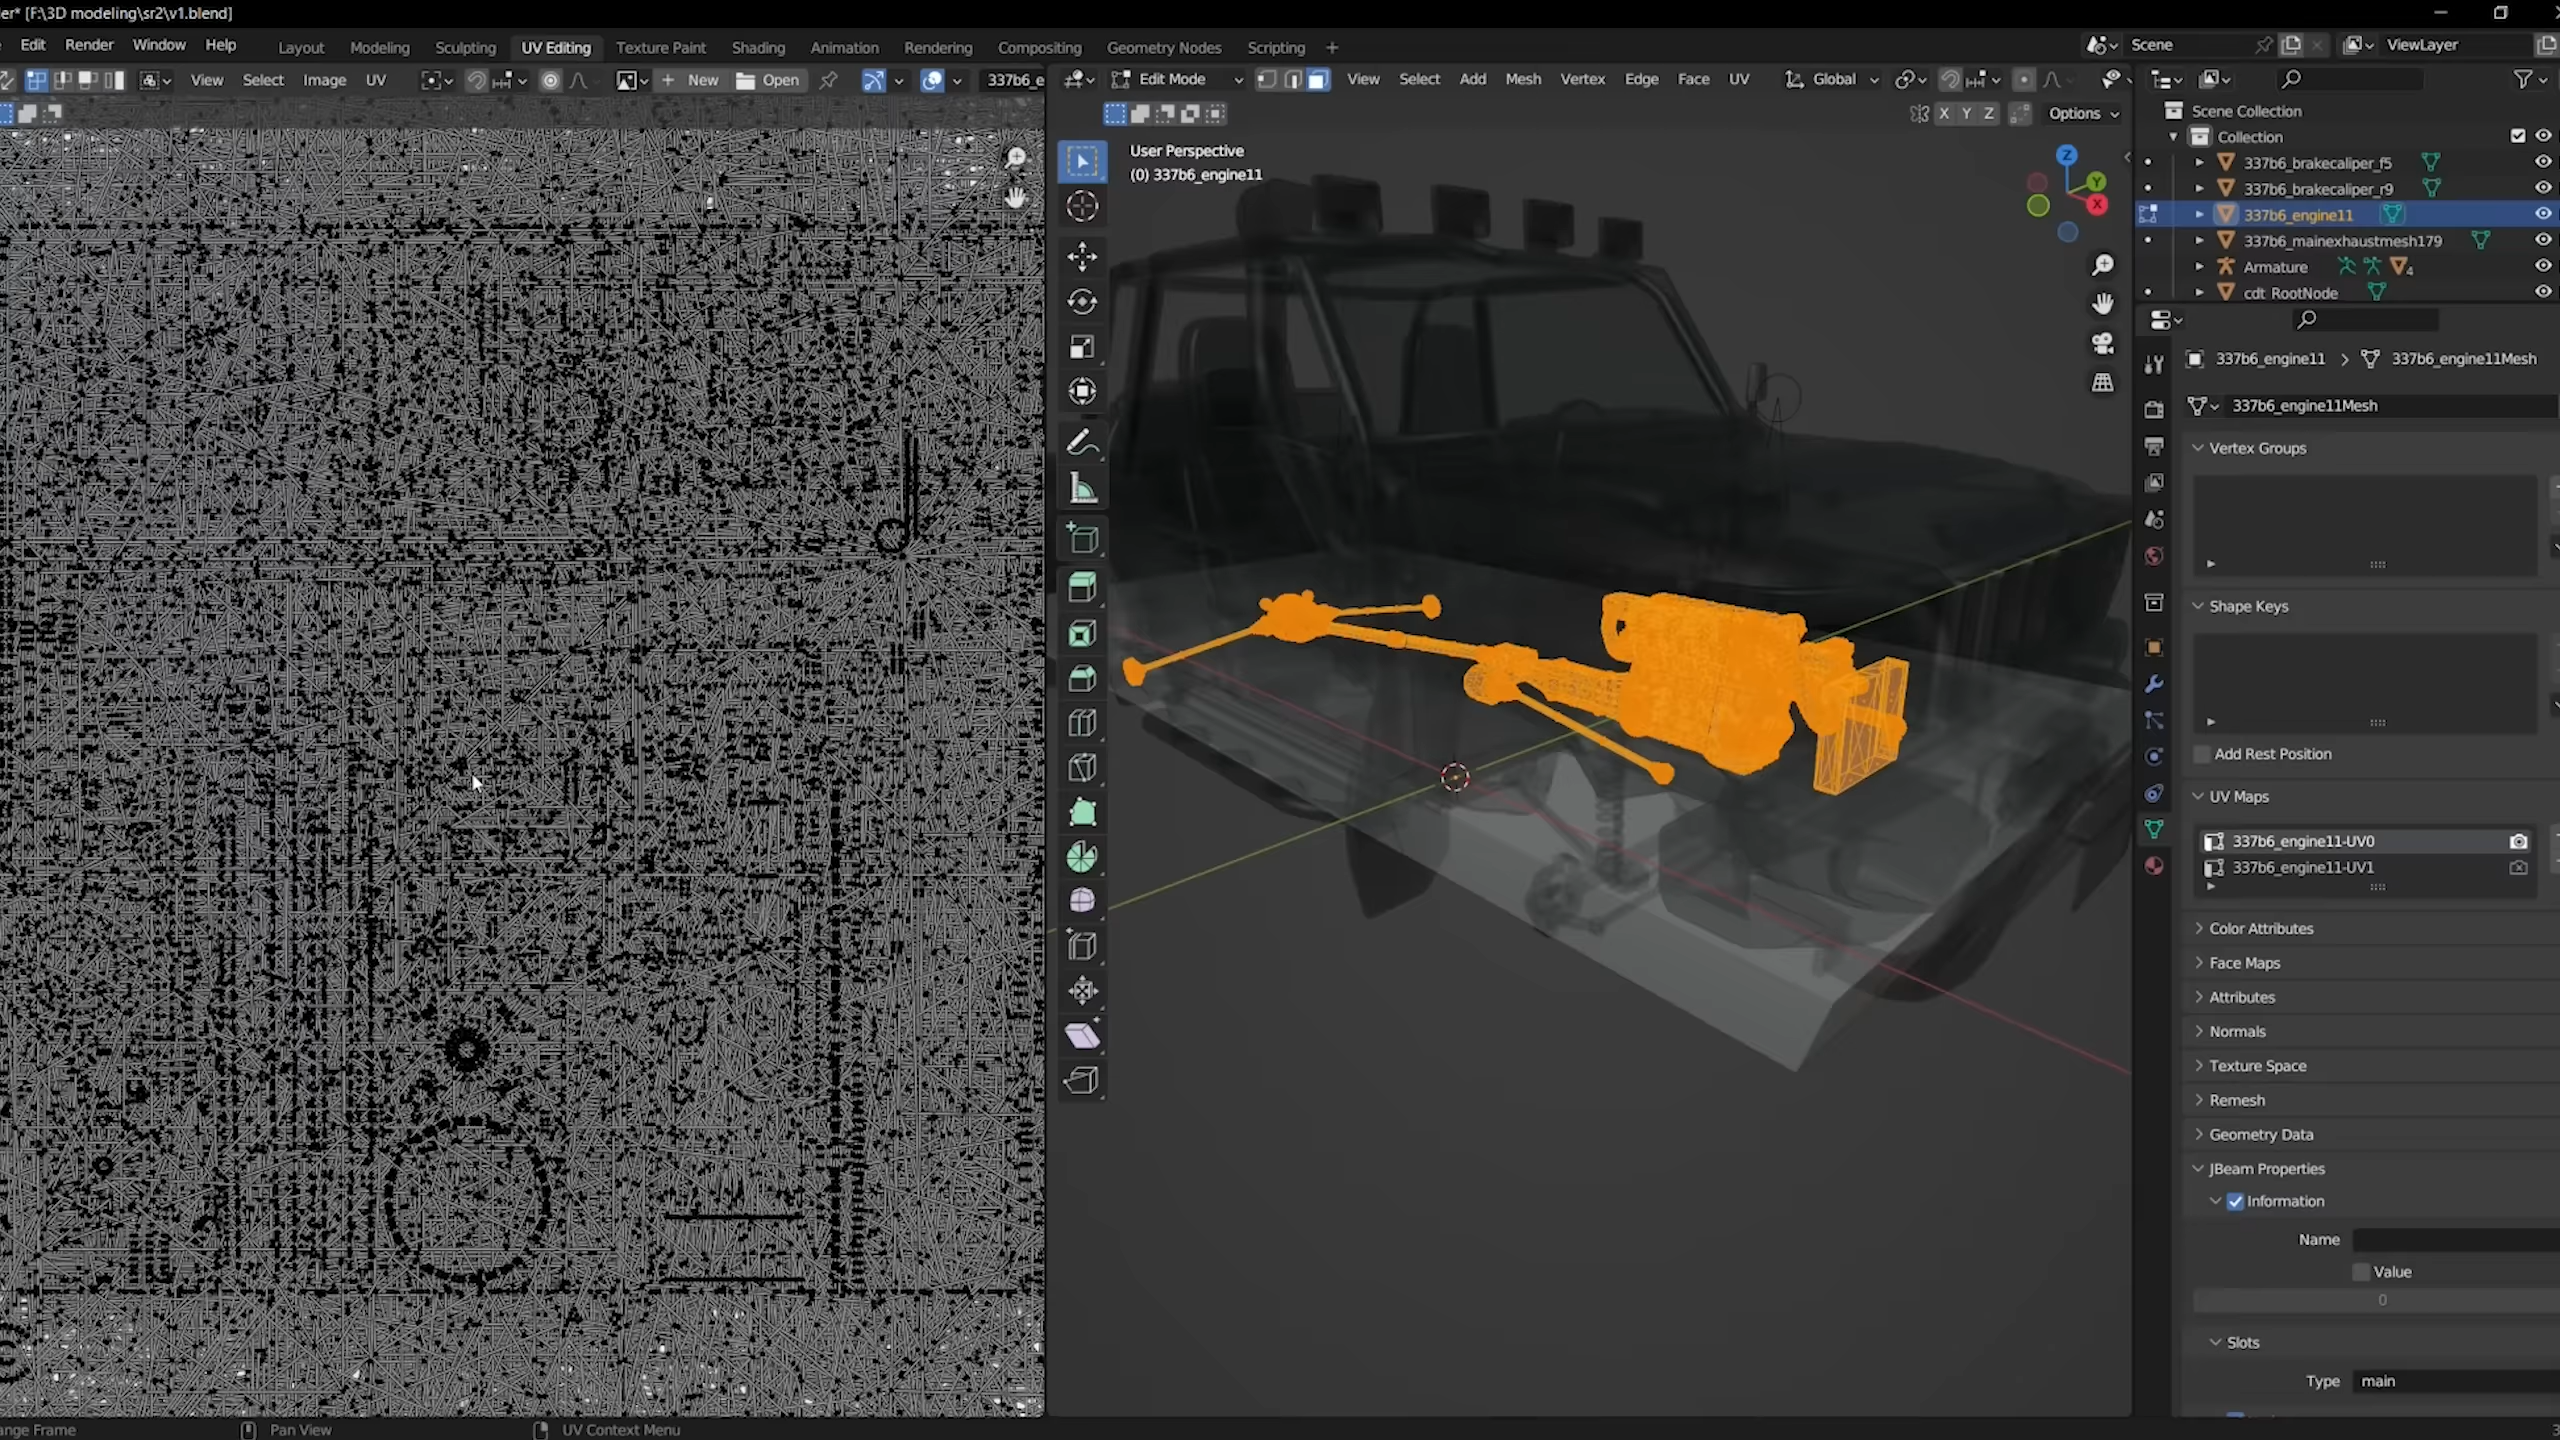 er* [F:\3D modeling\sr2\v1.blend]
Edit Render Window Help Layout Modeling Sculpting UV Editing Texture Paint Shading Animation Rendering Compositing Geometry Nodes Scripting + Scene ViewLayer
View Select Image UV New Open 337b6_e Edit Mode View Select Add Mesh Vertex Edge Face UV Global
X Y Z Options
User Perspective
(0) 337b6_engine11
Z
Y
X
Scene Collection
Collection
337b6_brakecaliper_f5
337b6_brakecaliper_r9
337b6_engine11
337b6_mainexhaustmesh179
Armature 4
cdt_RootNode
337b6_engine11 > 337b6_engine11Mesh
337b6_engine11Mesh
Vertex Groups
Shape Keys
Add Rest Position
UV Maps
337b6_engine11-UV0
337b6_engine11-UV1
Color Attributes
Face Maps
Attributes
Normals
Texture Space
Remesh
Geometry Data
JBeam Properties
Information
Name
Value
0
Slots
Type main
ange Frame Pan View UV Context Menu